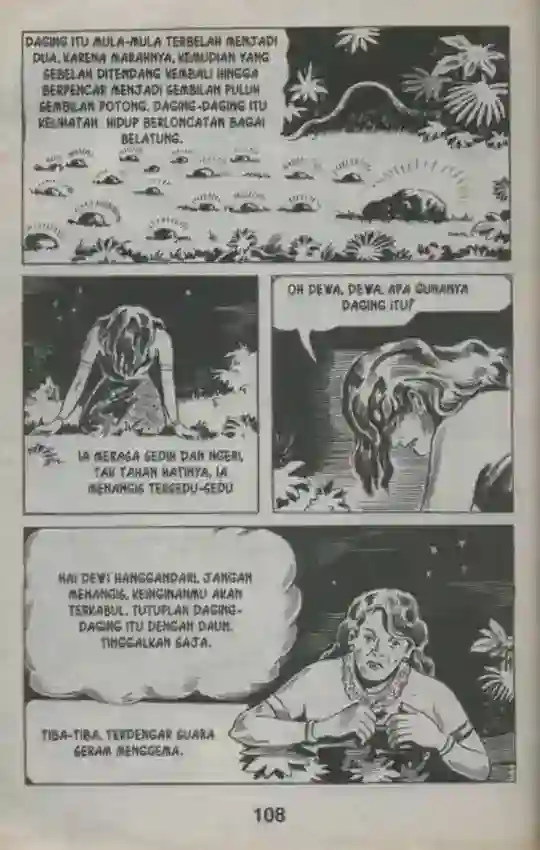 DAGING ITU MULA-MULA TERBELAH MENJADI
DUA. KARENA MARAHNYA, KEMUDIAN YANG
SEBELAH DITENDANG KEMBALI HINGGA
BERPENCAR MENJADI SEMBILAN PULUH
SEMBILAN POTONG. DAGING-DAGING ITU
KELIHATAN HIDUP BERLONCATAN BAGAI
BELATUNG.
IA MERASA SEDIH DAN NGERI,
TAK TAHAN HATINYA, IA
MENANGIS TERSEDU-SEDU
OH DEWA, DEWA, APA GUNANYA
DAGING ITU?
HAI DEWI HANGGANDARI, JANGAN
MENANGIS, KEINGINANMU AKAN
TERKABUL. TUTUPLAH DAGING-
DAGING ITU DENGAN DAUN.
TINGGALKAN SAJA.
TIBA-TIBA, TERDENGAR SUARA
GERAM MENGGEMA.
108